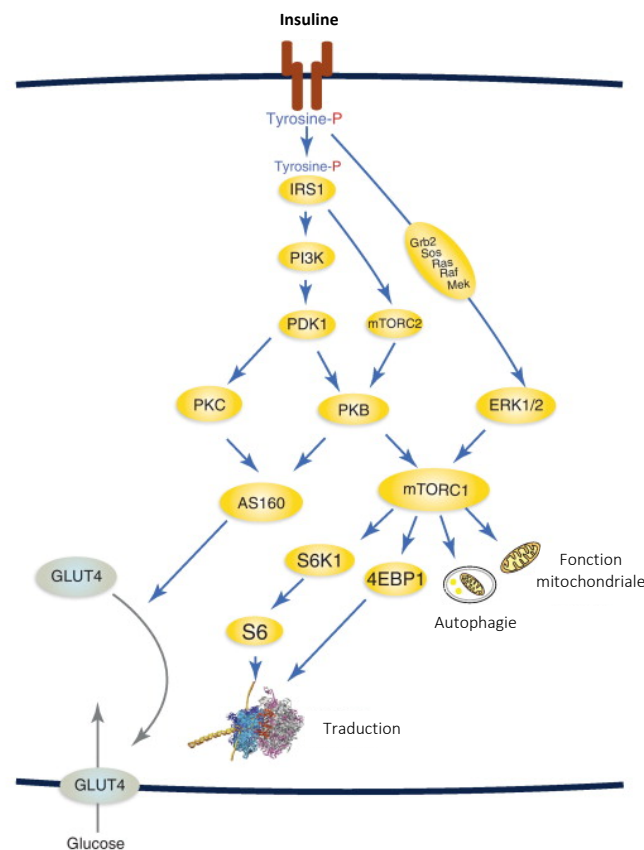 Insuline
Tyrosine-P
Tyrosine-P
IRS1
Grb2
Sos
Ras
Raf
Mek
PI3K
PDK1
mTORC2
PKC
PKB
ERK1/2
AS160
mTORC1
S6K1
4EBP1
Fonction
mitochondriale
GLUT4
Autophagie
S6
Traduction
GLUT4
Glucose